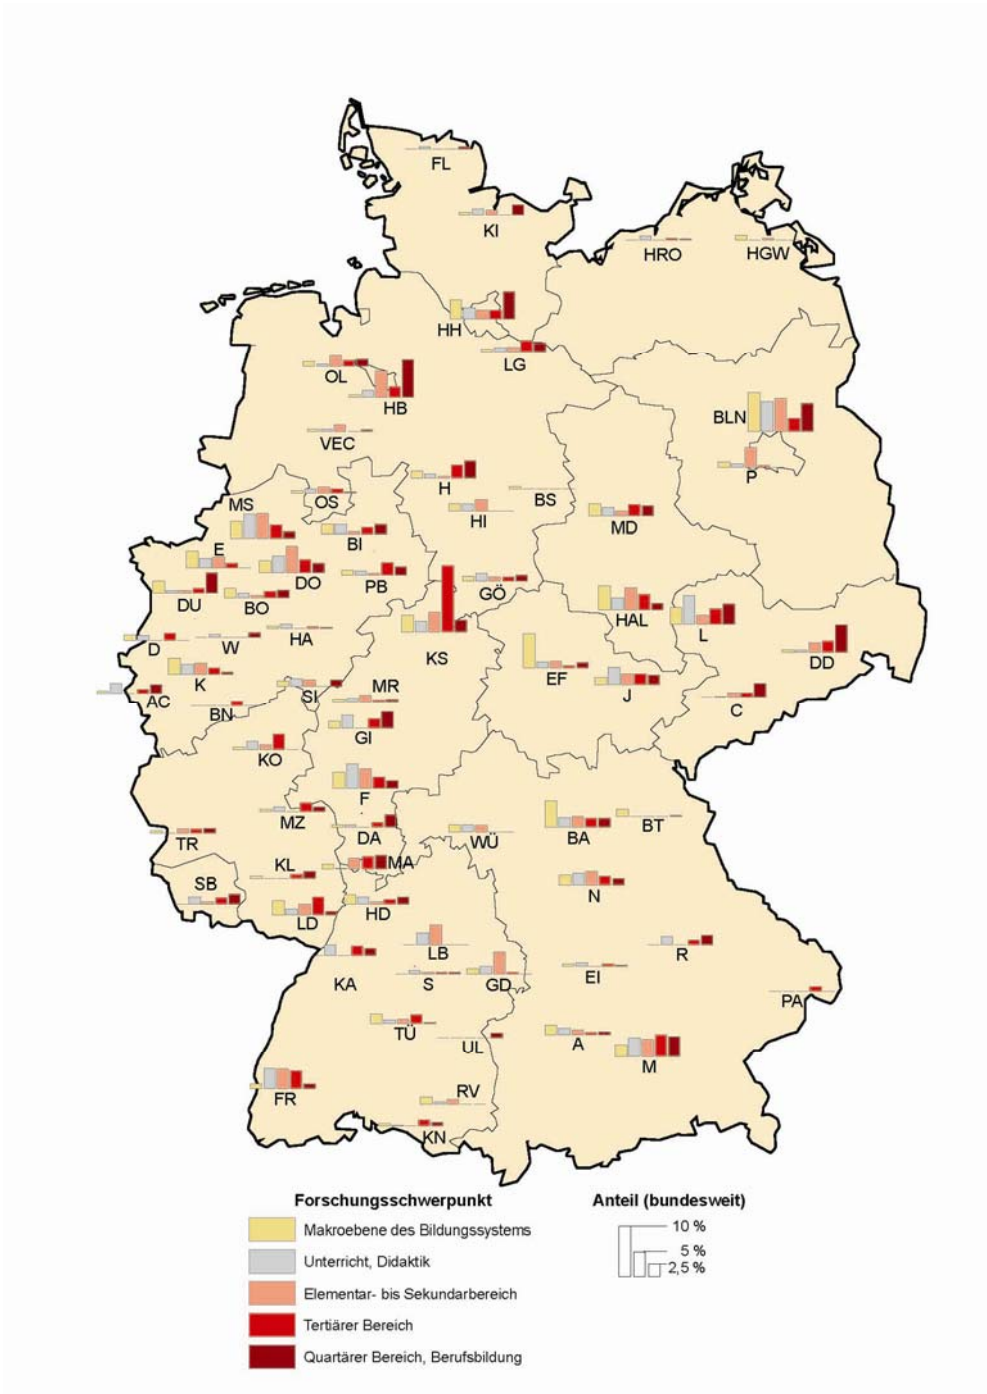 FL
KI
HRO
HGW
HH
LG
OL
HB
BLN
VEC
P
H
BS
OS
MS
HI
MD
BI
E
DO
PB
GÖ
DU
BO
HAL
L
HA
D
W
KS
DD
K
EF
J
SI
MR
AC
C
BN
GI
KO
F
MZ
BT
DA
BA
WÜ
TR
MA
KL
SB
N
HD
LD
LB
R
KA
S
GD
EI
PA
TÜ
UL
A
M
RV
FR
KN
Forschungsschwerpunkt
Makroebene des Bildungssystems
Unterricht, Didaktik
Elementar- bis Sekundarbereich
Tertiärer Bereich
Quartärer Bereich, Berufsbildung
Anteil (bundesweit)
10 %
5 %
2,5 %